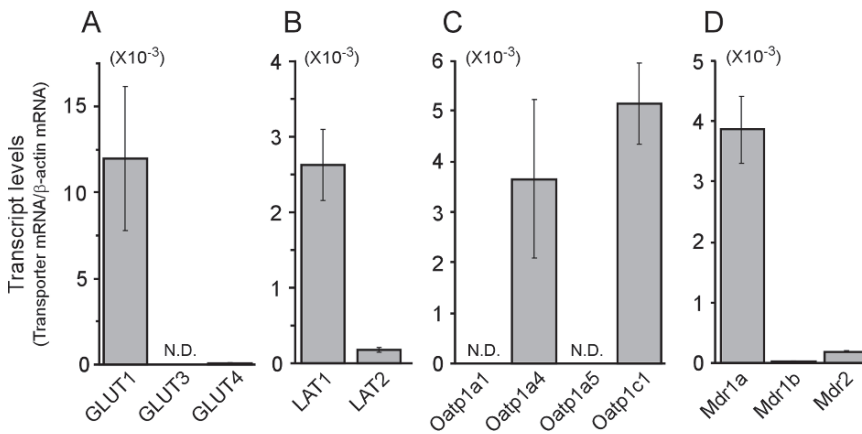 A
B
C
D
Transcript levels
(Transporter mRNA/β-actin mRNA)
(X10⁻³)
15
10
5
0
N.D.
GLUT1
GLUT3
GLUT4
(X10⁻³)
4
3
2
1
0
LAT1
LAT2
(X10⁻³)
6
5
4
3
2
1
0
N.D.
N.D.
Oatp1a1
Oatp1a4
Oatp1a5
Oatp1c1
(X10⁻³)
5
4
3
2
1
0
Mdr1a
Mdr1b
Mdr2